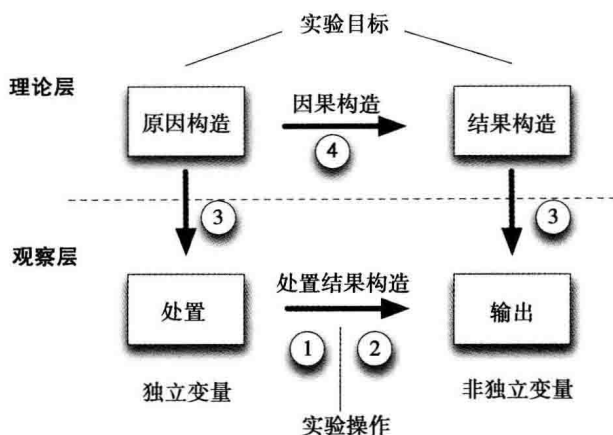 实验目标
理论层
原因构造
因果构造
④
结果构造
③
③
观察层
处置
处置结果构造
①
②
输出
独立变量
非独立变量
实验操作